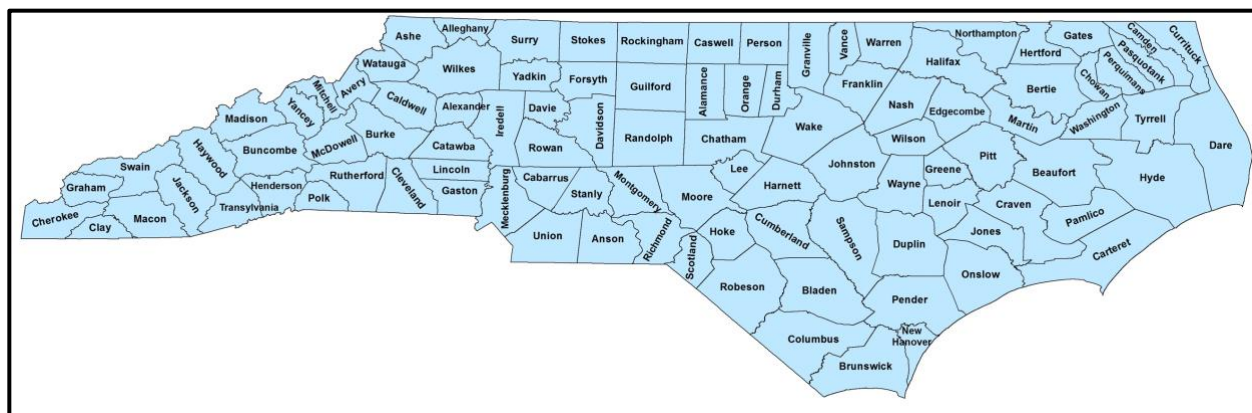 Alleghany
Ashe
Surry
Stokes
Rockingham
Caswell
Person
Granville
Vance
Warren
Northampton
Gates
Camden
Currituck
Pasquotank
Perquimans
Chowan
Hertford
Halifax
Watauga
Wilkes
Yadkin
Forsyth
Guilford
Alamance
Orange
Durham
Franklin
Bertie
Mitchell
Avery
Yancey
Caldwell
Alexander
Iredell
Davie
Davidson
Nash
Edgecombe
Martin
Washington
Tyrrell
Dare
Madison
Burke
McDowell
Buncombe
Haywood
Catawba
Rowan
Randolph
Chatham
Wake
Wilson
Swain
Graham
Jackson
Henderson
Transylvania
Rutherford
Polk
Cleveland
Lincoln
Gaston
Mecklenburg
Cabarrus
Stanly
Montgomery
Moore
Lee
Harnett
Johnston
Wayne
Greene
Pitt
Beaufort
Hyde
Cherokee
Clay
Macon
Lenoir
Craven
Pamlico
Union
Anson
Richmond
Scotland
Hoke
Cumberland
Sampson
Duplin
Jones
Carteret
Onslow
Robeson
Bladen
Pender
Columbus
New
Hanover
Brunswick